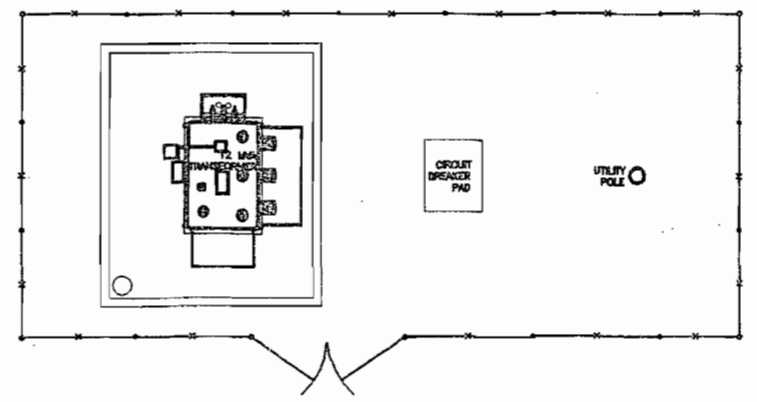 T2 MVA
TRANSFORMER
CIRCUIT
BREAKER
PAD
UTILITY
POLE